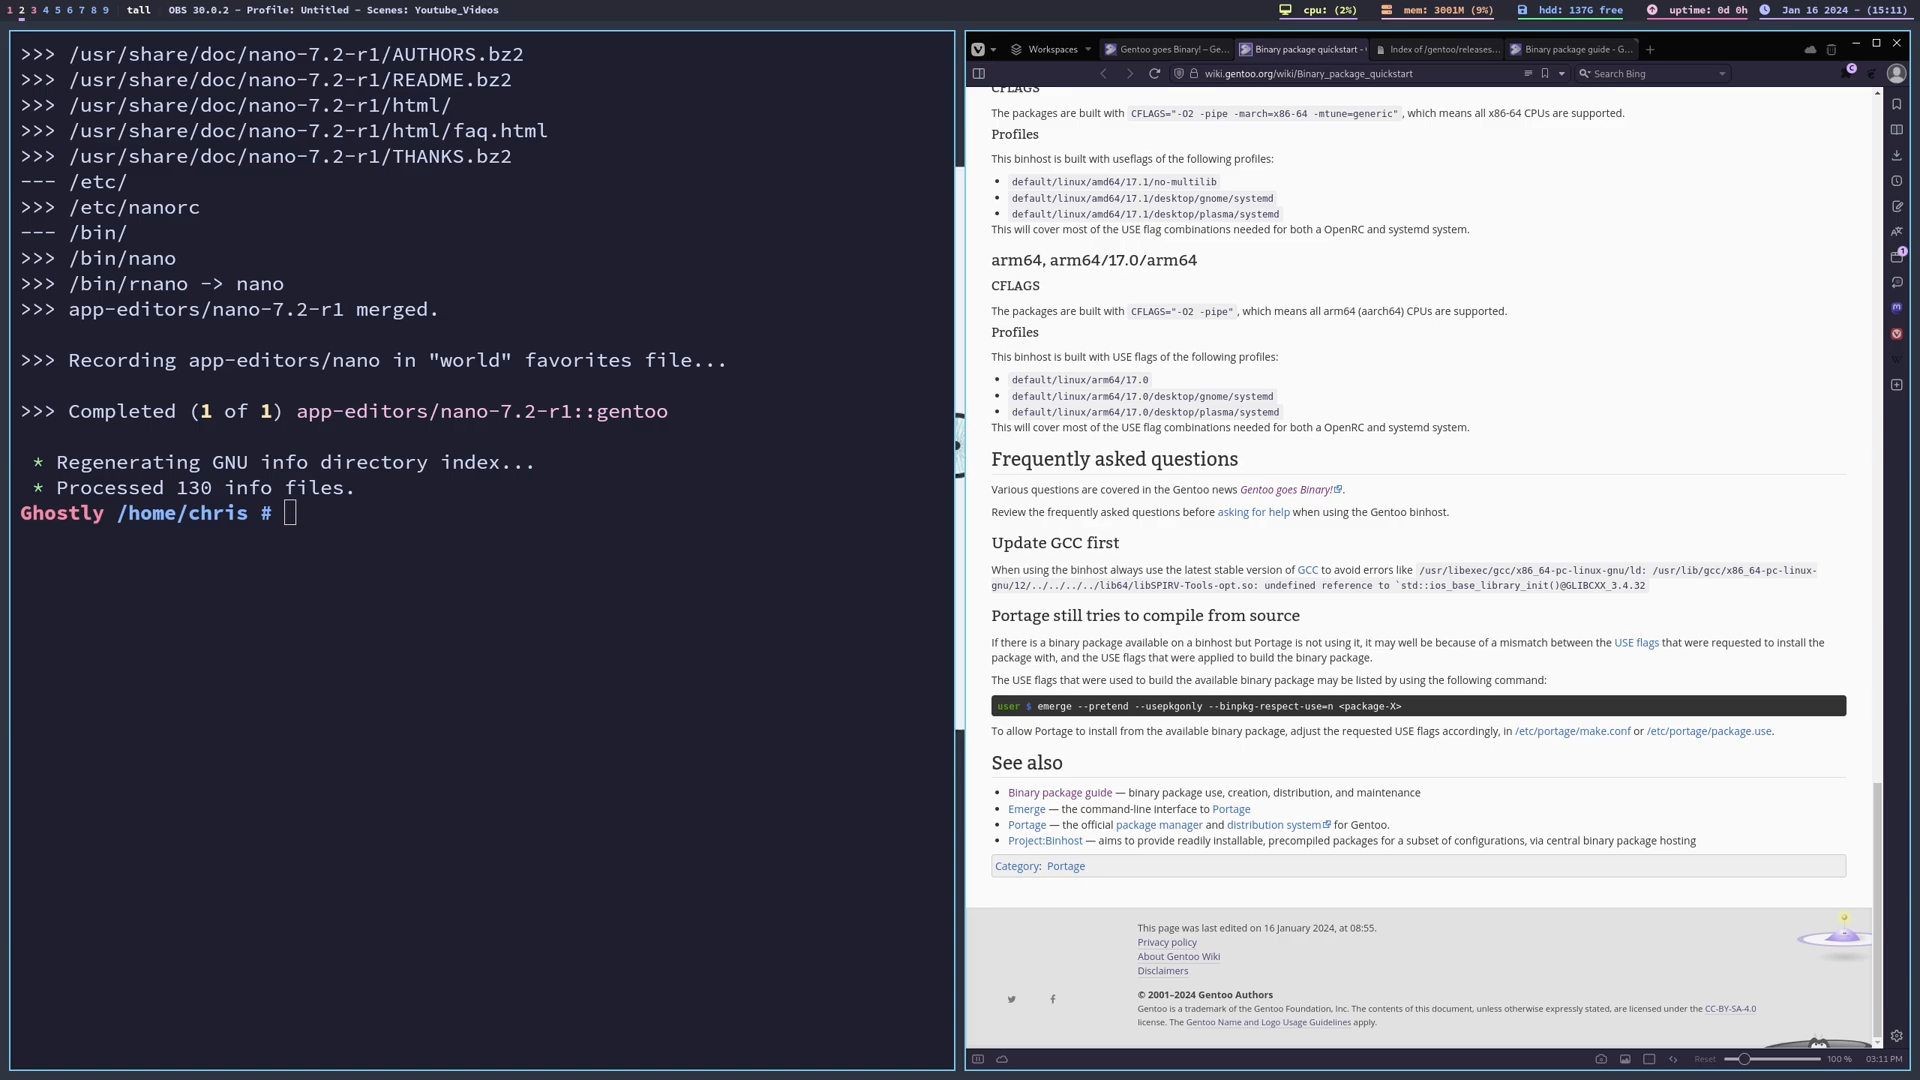 1 2 3 4 5 6 7 8 9 tall OBS 30.0.2 - Profile: Untitled - Scenes: Youtube_Videos cpu: (2%) mem: 3001M (9%) hdd: 137G free uptime: 0d 0h Jan 16 2024 - (15:11)
>>> /usr/share/doc/nano-7.2-r1/AUTHORS.bz2
>>> /usr/share/doc/nano-7.2-r1/README.bz2
>>> /usr/share/doc/nano-7.2-r1/html/
>>> /usr/share/doc/nano-7.2-r1/html/faq.html
>>> /usr/share/doc/nano-7.2-r1/THANKS.bz2
--- /etc/
>>> /etc/nanorc
--- /bin/
>>> /bin/nano
>>> /bin/rnano -> nano
>>> app-editors/nano-7.2-r1 merged.
>>> Recording app-editors/nano in "world" favorites file...
>>> Completed (1 of 1) app-editors/nano-7.2-r1::gentoo
* Regenerating GNU info directory index...
* Processed 130 info files.
Ghostly /home/chris #
Workspaces Gentoo goes Binary! – Ge... Binary package quickstart - Index of /gentoo/releases... Binary package guide - G...
wiki.gentoo.org/wiki/Binary_package_quickstart Search Bing
CFLAGS
The packages are built with CFLAGS="-O2 -pipe -march=x86-64 -mtune=generic", which means all x86-64 CPUs are supported.
Profiles
This binhost is built with useflags of the following profiles:
• default/linux/amd64/17.1/no-multilib
• default/linux/amd64/17.1/desktop/gnome/systemd
• default/linux/amd64/17.1/desktop/plasma/systemd
This will cover most of the USE flag combinations needed for both a OpenRC and systemd system.
arm64, arm64/17.0/arm64
CFLAGS
The packages are built with CFLAGS="-O2 -pipe", which means all arm64 (aarch64) CPUs are supported.
Profiles
This binhost is built with USE flags of the following profiles:
• default/linux/arm64/17.0
• default/linux/arm64/17.0/desktop/gnome/systemd
• default/linux/arm64/17.0/desktop/plasma/systemd
This will cover most of the USE flag combinations needed for both a OpenRC and systemd system.
Frequently asked questions
Various questions are covered in the Gentoo news Gentoo goes Binary!.
Review the frequently asked questions before asking for help when using the Gentoo binhost.
Update GCC first
When using the binhost always use the latest stable version of GCC to avoid errors like /usr/libexec/gcc/x86_64-pc-linux-gnu/ld: /usr/lib/gcc/x86_64-pc-linux-
gnu/12/../../../../lib64/libSPIRV-Tools-opt.so: undefined reference to `std::ios_base_library_init()@GLIBCXX_3.4.32
Portage still tries to compile from source
If there is a binary package available on a binhost but Portage is not using it, it may well be because of a mismatch between the USE flags that were requested to install the
package with, and the USE flags that were applied to build the binary package.
The USE flags that were used to build the available binary package may be listed by using the following command:
user $ emerge --pretend --usepkgonly --binpkg-respect-use=n <package-X>
To allow Portage to install from the available binary package, adjust the requested USE flags accordingly, in /etc/portage/make.conf or /etc/portage/package.use.
See also
• Binary package guide — binary package use, creation, distribution, and maintenance
• Emerge — the command-line interface to Portage
• Portage — the official package manager and distribution system for Gentoo.
• Project:Binhost — aims to provide readily installable, precompiled packages for a subset of configurations, via central binary package hosting
Category: Portage
This page was last edited on 16 January 2024, at 08:55.
Privacy policy
About Gentoo Wiki
Disclaimers
© 2001–2024 Gentoo Authors
Gentoo is a trademark of the Gentoo Foundation, Inc. The contents of this document, unless otherwise expressly stated, are licensed under the CC-BY-SA-4.0
license. The Gentoo Name and Logo Usage Guidelines apply.
Reset 100 % 03:11 PM